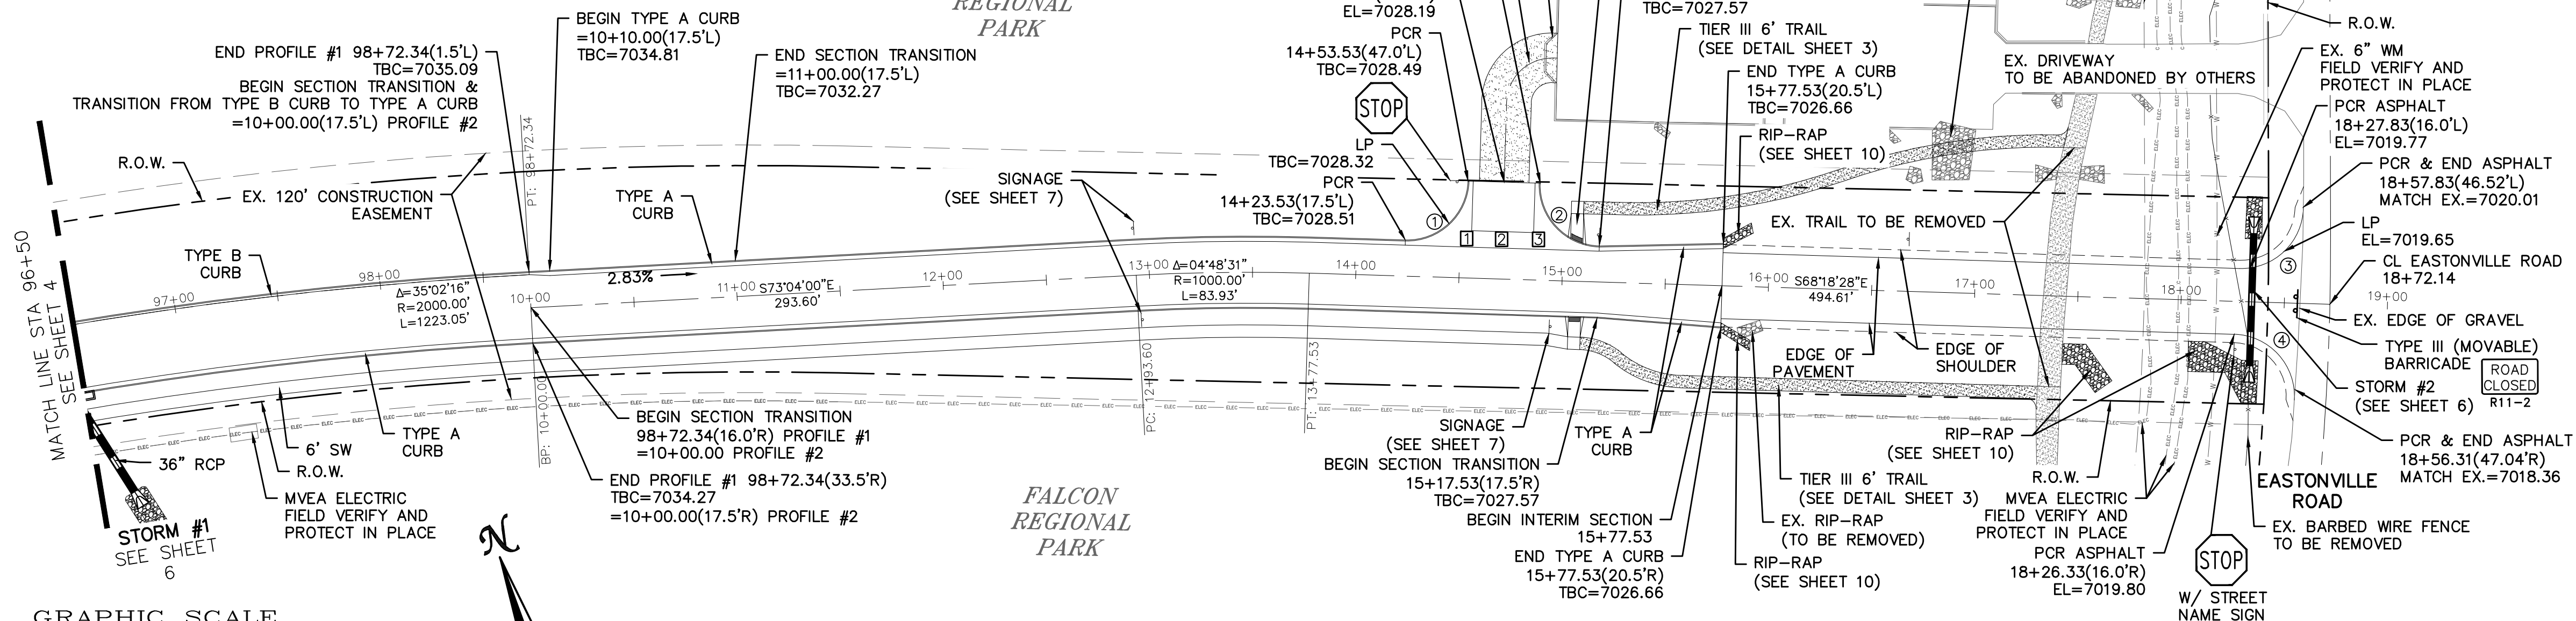 REGIONAL
PARK
BEGIN TYPE A CURB
=10+10.00(17.5'L)
TBC=7034.81
END PROFILE #1 98+72.34(1.5'L)
TBC=7035.09
BEGIN SECTION TRANSITION &
TRANSITION FROM TYPE B CURB TO TYPE A CURB
=10+00.00(17.5'L) PROFILE #2
END SECTION TRANSITION
=11+00.00(17.5'L)
TBC=7032.27
EL=7028.19
PCR
14+53.53(47.0'L)
TBC=7028.49
STOP
LP
TBC=7028.32
PCR
14+23.53(17.5'L)
TBC=7028.51
TBC=7027.57
TIER III 6' TRAIL
(SEE DETAIL SHEET 3)
END TYPE A CURB
15+77.53(20.5'L)
TBC=7026.66
RIP-RAP
(SEE SHEET 10)
EX. DRIVEWAY
TO BE ABANDONED BY OTHERS
R.O.W.
EX. 6" WM
FIELD VERIFY AND
PROTECT IN PLACE
PCR ASPHALT
18+27.83(16.0'L)
EL=7019.77
PCR & END ASPHALT
18+57.83(46.52'L)
MATCH EX.=7020.01
LP
EL=7019.65
CL EASTONVILLE ROAD
18+72.14
19+00
EX. EDGE OF GRAVEL
TYPE III (MOVABLE)
BARRICADE
ROAD
CLOSED
R11-2
STORM #2
(SEE SHEET 6)
PCR & END ASPHALT
18+56.31(47.04'R)
MATCH EX.=7018.36
EASTONVILLE
ROAD
EX. BARBED WIRE FENCE
TO BE REMOVED
R.O.W.
EX. 120' CONSTRUCTION
EASEMENT
PT: 98+72.34
TYPE A
CURB
SIGNAGE
(SEE SHEET 7)
EX. TRAIL TO BE REMOVED
1
2
1
2
3
3
4
MATCH LINE STA 96+50
SEE SHEET 4
TYPE B
CURB
97+00
98+00
Δ=35°02'16"
R=2000.00'
L=1223.05'
10+00
2.83%
11+00
S73°04'00"E
293.60'
12+00
13+00
Δ=04°48'31"
R=1000.00'
L=83.93'
14+00
15+00
16+00
S68°18'28"E
494.61'
17+00
18+00
EDGE OF
PAVEMENT
EDGE OF
SHOULDER
BP: 10+00.00
PC: 12+93.60
PT: 13+77.53
36" RCP
6' SW
R.O.W.
TYPE A
CURB
MVEA ELECTRIC
FIELD VERIFY AND
PROTECT IN PLACE
STORM #1
SEE SHEET
6
BEGIN SECTION TRANSITION
98+72.34(16.0'R) PROFILE #1
=10+00.00 PROFILE #2
END PROFILE #1 98+72.34(33.5'R)
TBC=7034.27
=10+00.00(17.5'R) PROFILE #2
N
FALCON
REGIONAL
PARK
SIGNAGE
(SEE SHEET 7)
BEGIN SECTION TRANSITION
15+17.53(17.5'R)
TBC=7027.57
TYPE A
CURB
BEGIN INTERIM SECTION
15+77.53
END TYPE A CURB
15+77.53(20.5'R)
TBC=7026.66
TIER III 6' TRAIL
(SEE DETAIL SHEET 3)
EX. RIP-RAP
(TO BE REMOVED)
RIP-RAP
(SEE SHEET 10)
RIP-RAP
(SEE SHEET 10)
R.O.W.
MVEA ELECTRIC
FIELD VERIFY AND
PROTECT IN PLACE
PCR ASPHALT
18+26.33(16.0'R)
EL=7019.80
STOP
W/ STREET
NAME SIGN
GRAPHIC SCALE